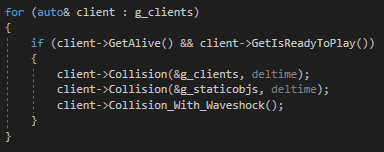 for (auto& client : g_clients)
{
    if (client->GetAlive() && client->GetIsReadyToPlay())
    {
        client->Collision(&g_clients, deltime);
        client->Collision(&g_staticobjs, deltime);
        client->Collision_With_Waveshock();
    }
}